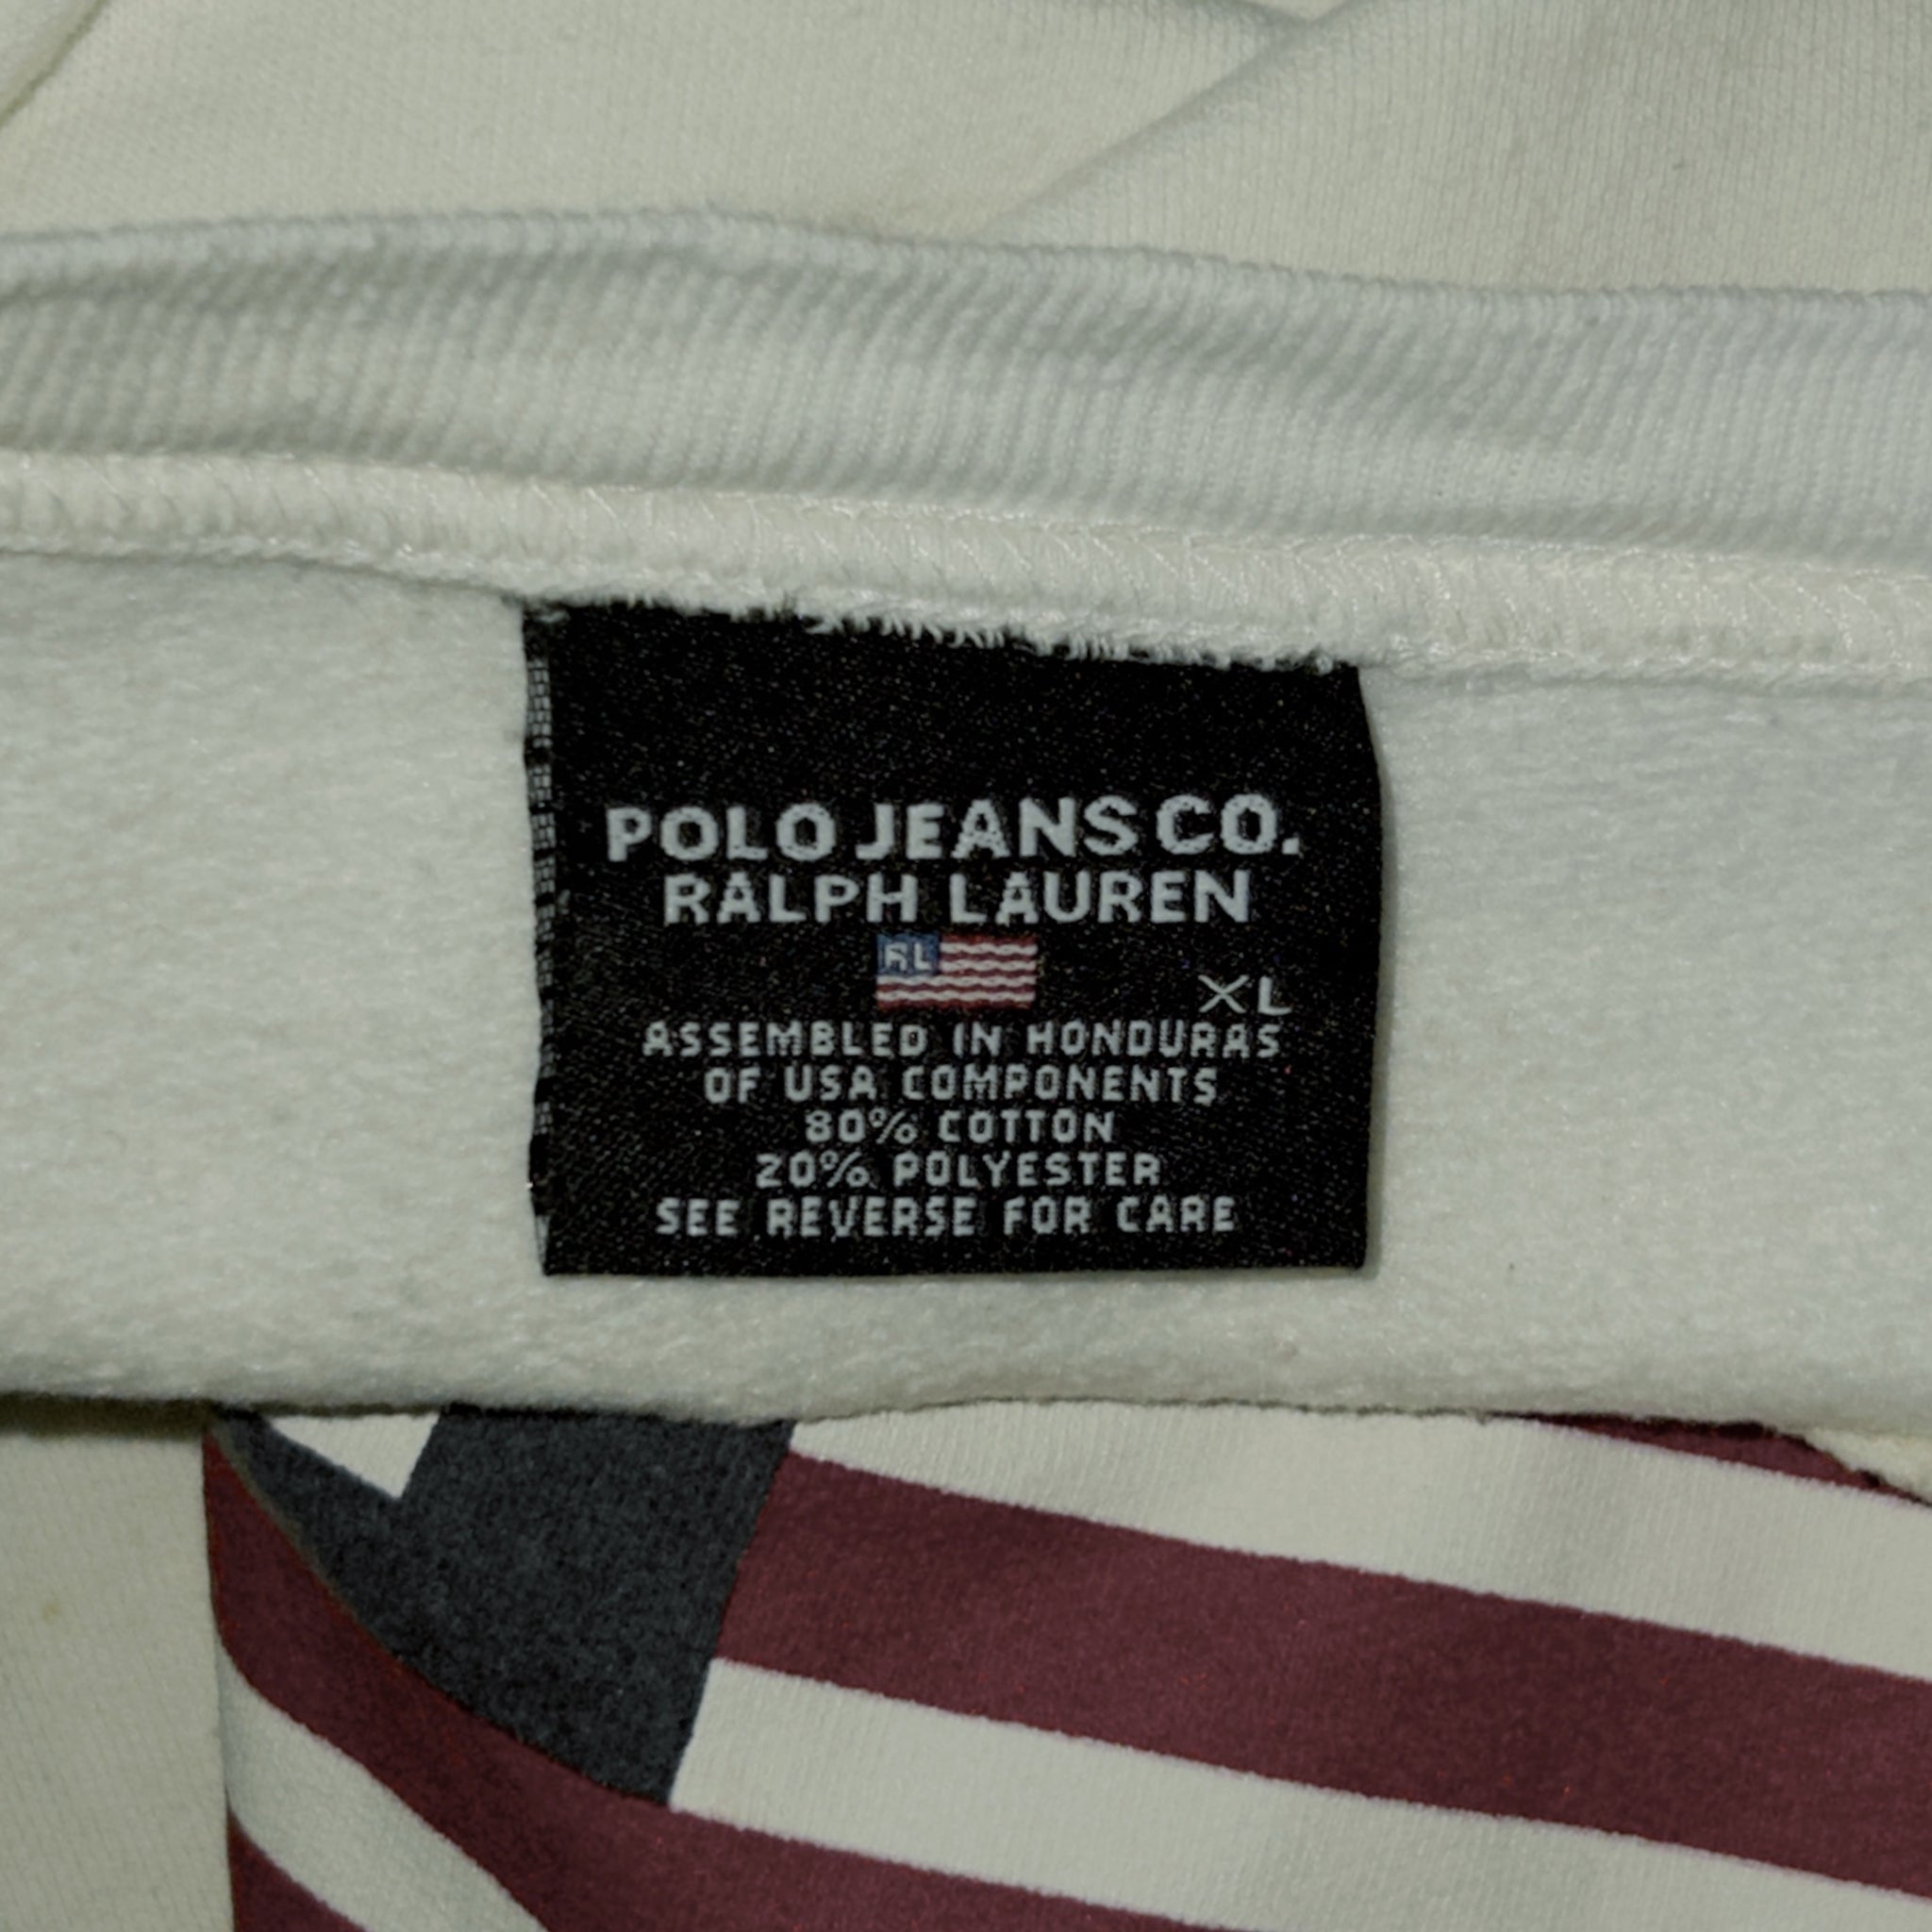 POLO JEANS CO.
RALPH LAUREN
RL
XL
ASSEMBLED IN HONDURAS
OF USA COMPONENTS
80% COTTON
20% POLYESTER
SEE REVERSE FOR CARE